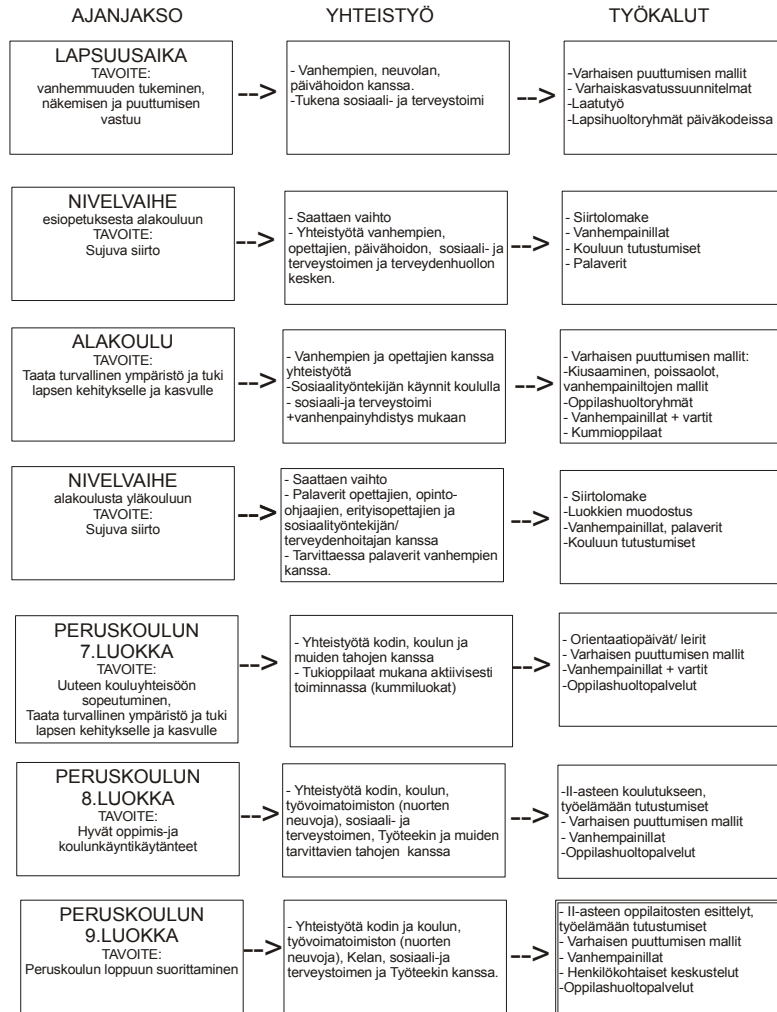 AJANJAKSO YHTEISTYÖ TYÖKALUT
LAPSUUSAIKA
TAVOITE:
vanhemmuuden tukeminen,
näkemisen ja puuttumisen
vastuu
-->
- Vanhempien, neuvolan,
päivähoidon kanssa.
-Tukena sosiaali- ja terveystoimi
-->
-Varhaisen puuttumisen mallit
- Varhaiskasvatussuunnitelmat
- Laatutyö
-Lapsihuoltoryhmät päiväkodeissa
NIVELVAIHE
esiopetuksesta alakouluun
TAVOITE:
Sujuva siirto
-->
- Saattaen vaihto
- Yhteistyötä vanhempien,
opettajien, päivähoidon, sosiaali- ja
terveystoimen ja terveydenhuollon
kesken.
-->
- Siirtolomake
- Vanhempainillat
- Kouluun tutustumiset
- Palaverit
ALAKOULU
TAVOITE:
Taata turvallinen ympäristö ja tuki
lapsen kehitykselle ja kasvulle
-->
- Vanhempien ja opettajien kanssa
yhteistyötä
-Sosiaalityöntekijän käynnit koululla
- sosiaali-ja terveystoimi
+vanhenpainyhdistys mukaan
-->
- Varhaisen puuttumisen mallit:
- Kiusaaminen, poissaolot,
vanhempainiltojen mallit
-Oppilashuoltoryhmät
- Vanhempainillat + vartit
- Kummioppilaat
NIVELVAIHE
alakoulusta yläkouluun
TAVOITE:
Sujuva siirto
-->
- Saattaen vaihto
- Palaverit opettajien, opinto-
ohjaajien, erityisopettajien ja
sosiaalityöntekijän/
terveydenhoitajan kanssa
- Tarvittaessa palaverit vanhempien
kanssa.
-->
- Siirtolomake
-Luokkien muodostus
-Vanhempainillat, palaverit
-Kouluun tutustumiset
PERUSKOULUN
7.LUOKKA
TAVOITE:
Uuteen kouluyhteisöön
sopeutuminen,
Taata turvallinen ympäristö ja tuki
lapsen kehitykselle ja kasvulle
-->
- Yhteistyötä kodin, koulun ja
muiden tahojen kanssa
- Tukioppilaat mukana aktiivisesti
toiminnassa (kummiluokat)
-->
- Orientaatiopäivät/ leirit
- Varhaisen puuttumisen mallit
-Vanhempainillat + vartit
-Oppilashuoltopalvelut
PERUSKOULUN
8.LUOKKA
TAVOITE:
Hyvät oppimis-ja
koulunkäyntikäytänteet
-->
- Yhteistyötä kodin, koulun,
työvoimatoimiston (nuorten
neuvoja), sosiaali- ja
terveystoimen, Työteekin ja muiden
tarvittavien tahojen kanssa
-->
-II-asteen koulutukseen,
työelämään tutustumiset
- Varhaisen puuttumisen mallit
- Vanhempainillat
-Oppilashuoltopalvelut
PERUSKOULUN
9.LUOKKA
TAVOITE:
Peruskoulun loppuun suorittaminen
-->
- Yhteistyötä kodin ja koulun,
työvoimatoimiston (nuorten
neuvoja), Kelan, sosiaali-ja
terveystoimen ja Työteekin kanssa.
-->
- II-asteen oppilaitosten esittelyt,
työelämään tutustumiset
- Varhaisen puuttumisen mallit
- Vanhempainillat
- Henkilökohtaiset keskustelut
-Oppilashuoltopalvelut